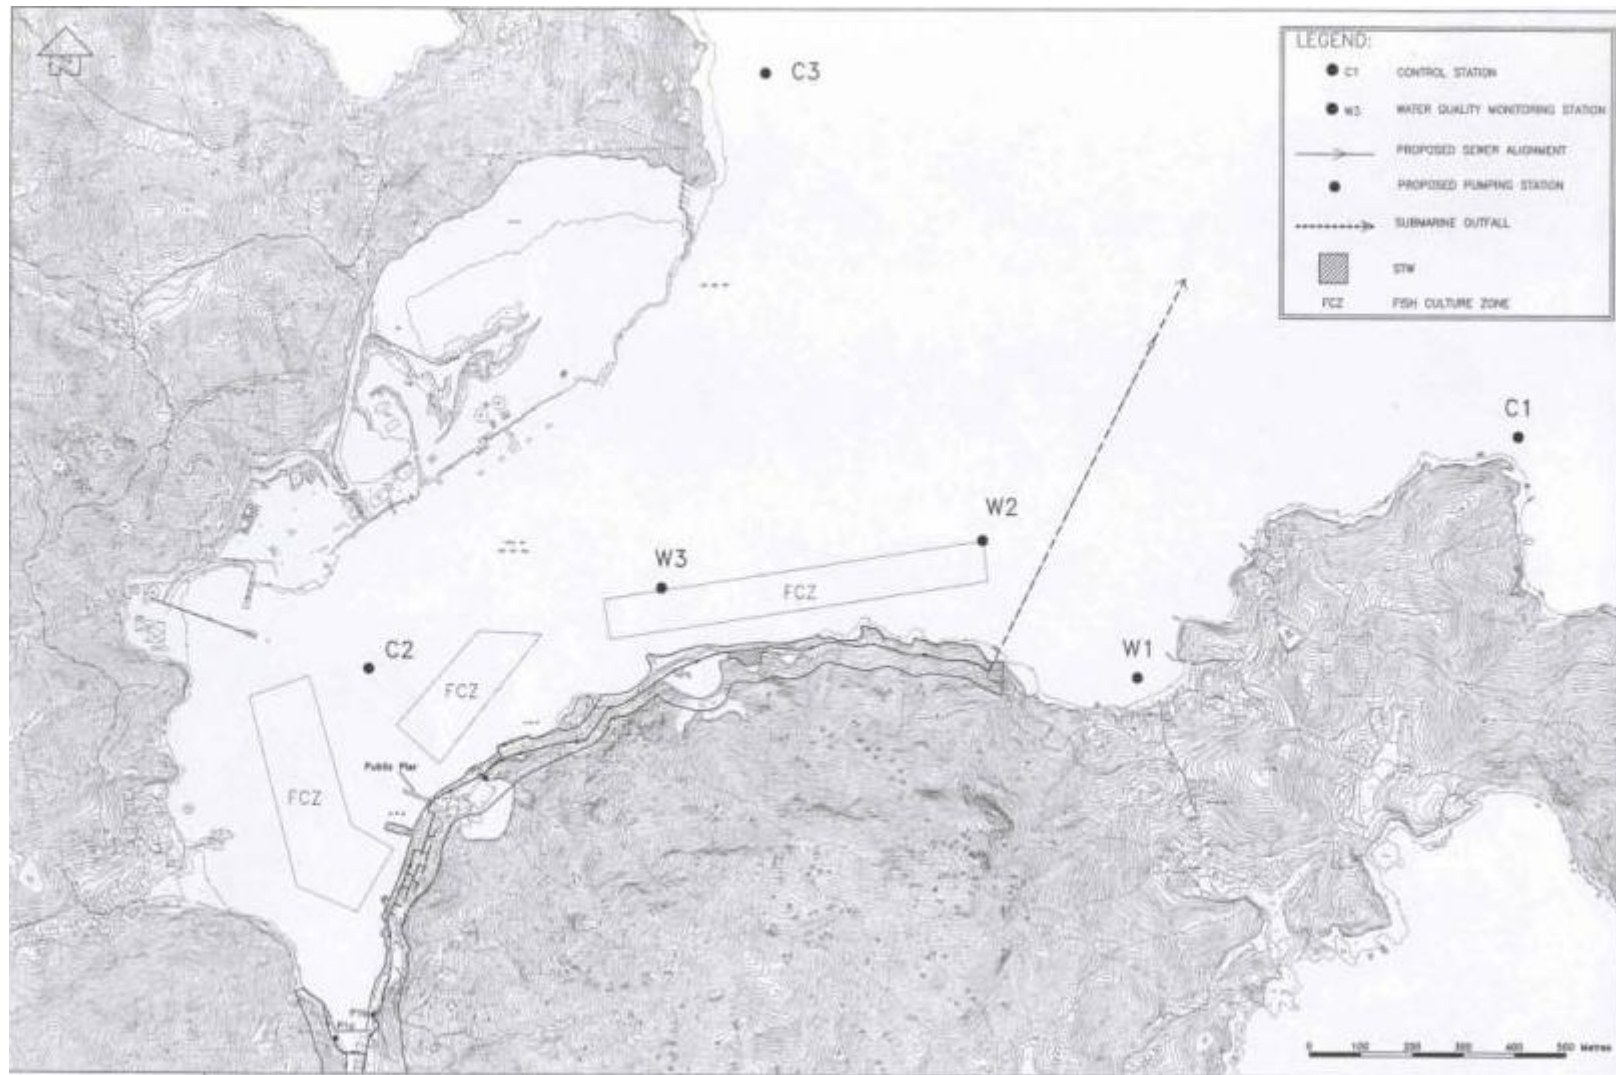 N
C3
LEGEND:
C1 CONTROL STATION
W3 WATER QUALITY MONITORING STATION
PROPOSED SEWER ALIGNMENT
PROPOSED PUMPING STATION
SUBMARINE OUTFALL
STW
FCZ FISH CULTURE ZONE
C1
W2
W3
FCZ
C2
W1
FCZ
Public Pier
FCZ
0 100 200 300 400 500 Metres